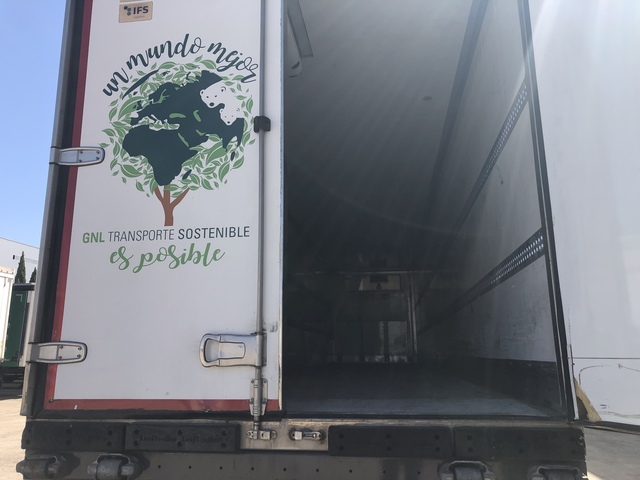 IFS
un mundo mejor
GNL TRANSPORTE SOSTENIBLE
es posible